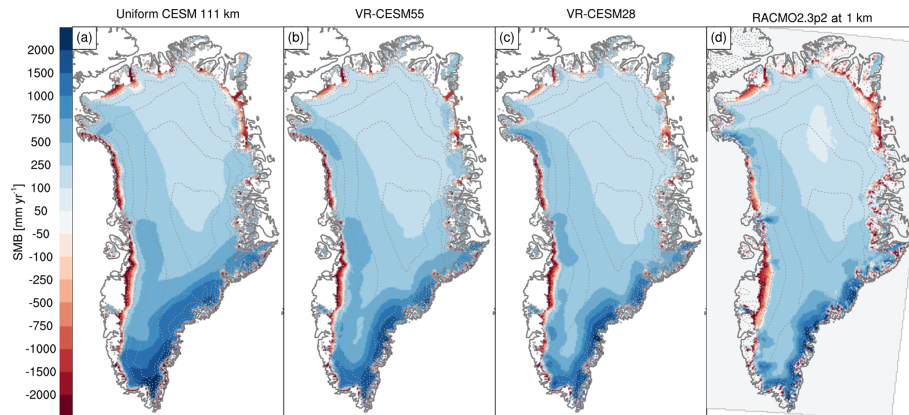 Uniform CESM 111 km
VR-CESM55
VR-CESM28
RACMO2.3p2 at 1 km
(a)
(b)
(c)
(d)
SMB [mm yr⁻¹]
2000
1500
1000
750
500
250
100
50
-50
-100
-250
-500
-750
-1000
-1500
-2000